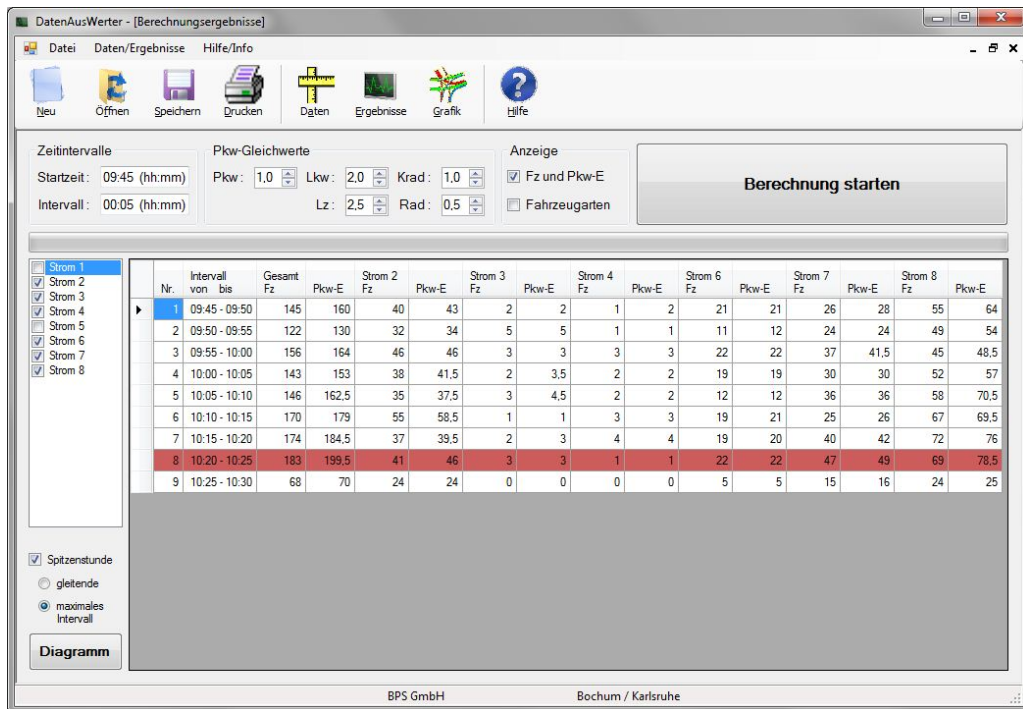 DatenAusWerter - [Berechnungsergebnisse]
Datei Daten/Ergebnisse Hilfe/Info
Neu Öffnen Speichern Drucken Daten Ergebnisse Grafik Hilfe
Zeitintervalle Pkw-Gleichwerte Anzeige
Startzeit: 09:45 (hh:mm) Pkw: 1,0 Lkw: 2,0 Krad: 1,0 Fz und Pkw-E Berechnung starten
Intervall: 00:05 (hh:mm) Lz: 2,5 Rad: 0,5 Fahrzeugarten
Strom 1
Strom 2
Strom 3
Strom 4
Strom 5
Strom 6
Strom 7
Strom 8
Intervall Gesamt Strom 2 Strom 3 Strom 4 Strom 6 Strom 7 Strom 8
Nr. von bis Fz Pkw-E Fz Pkw-E Fz Pkw-E Fz Pkw-E Fz Pkw-E Fz Pkw-E Fz Pkw-E
1 09:45 - 09:50 145 160 40 43 2 2 1 2 21 21 26 28 55 64
2 09:50 - 09:55 122 130 32 34 5 5 1 1 11 12 24 24 49 54
3 09:55 - 10:00 156 164 46 46 3 3 3 3 22 22 37 41,5 45 48,5
4 10:00 - 10:05 143 153 38 41,5 2 3,5 2 2 19 19 30 30 52 57
5 10:05 - 10:10 146 162,5 35 37,5 3 4,5 2 2 12 12 36 36 58 70,5
6 10:10 - 10:15 170 179 55 58,5 1 1 3 3 19 21 25 26 67 69,5
7 10:15 - 10:20 174 184,5 37 39,5 2 3 4 4 19 20 40 42 72 76
8 10:20 - 10:25 183 199,5 41 46 3 3 1 1 22 22 47 49 69 78,5
9 10:25 - 10:30 68 70 24 24 0 0 0 0 5 5 15 16 24 25
Spitzenstunde
gleitende
maximales
Intervall
Diagramm
BPS GmbH Bochum / Karlsruhe